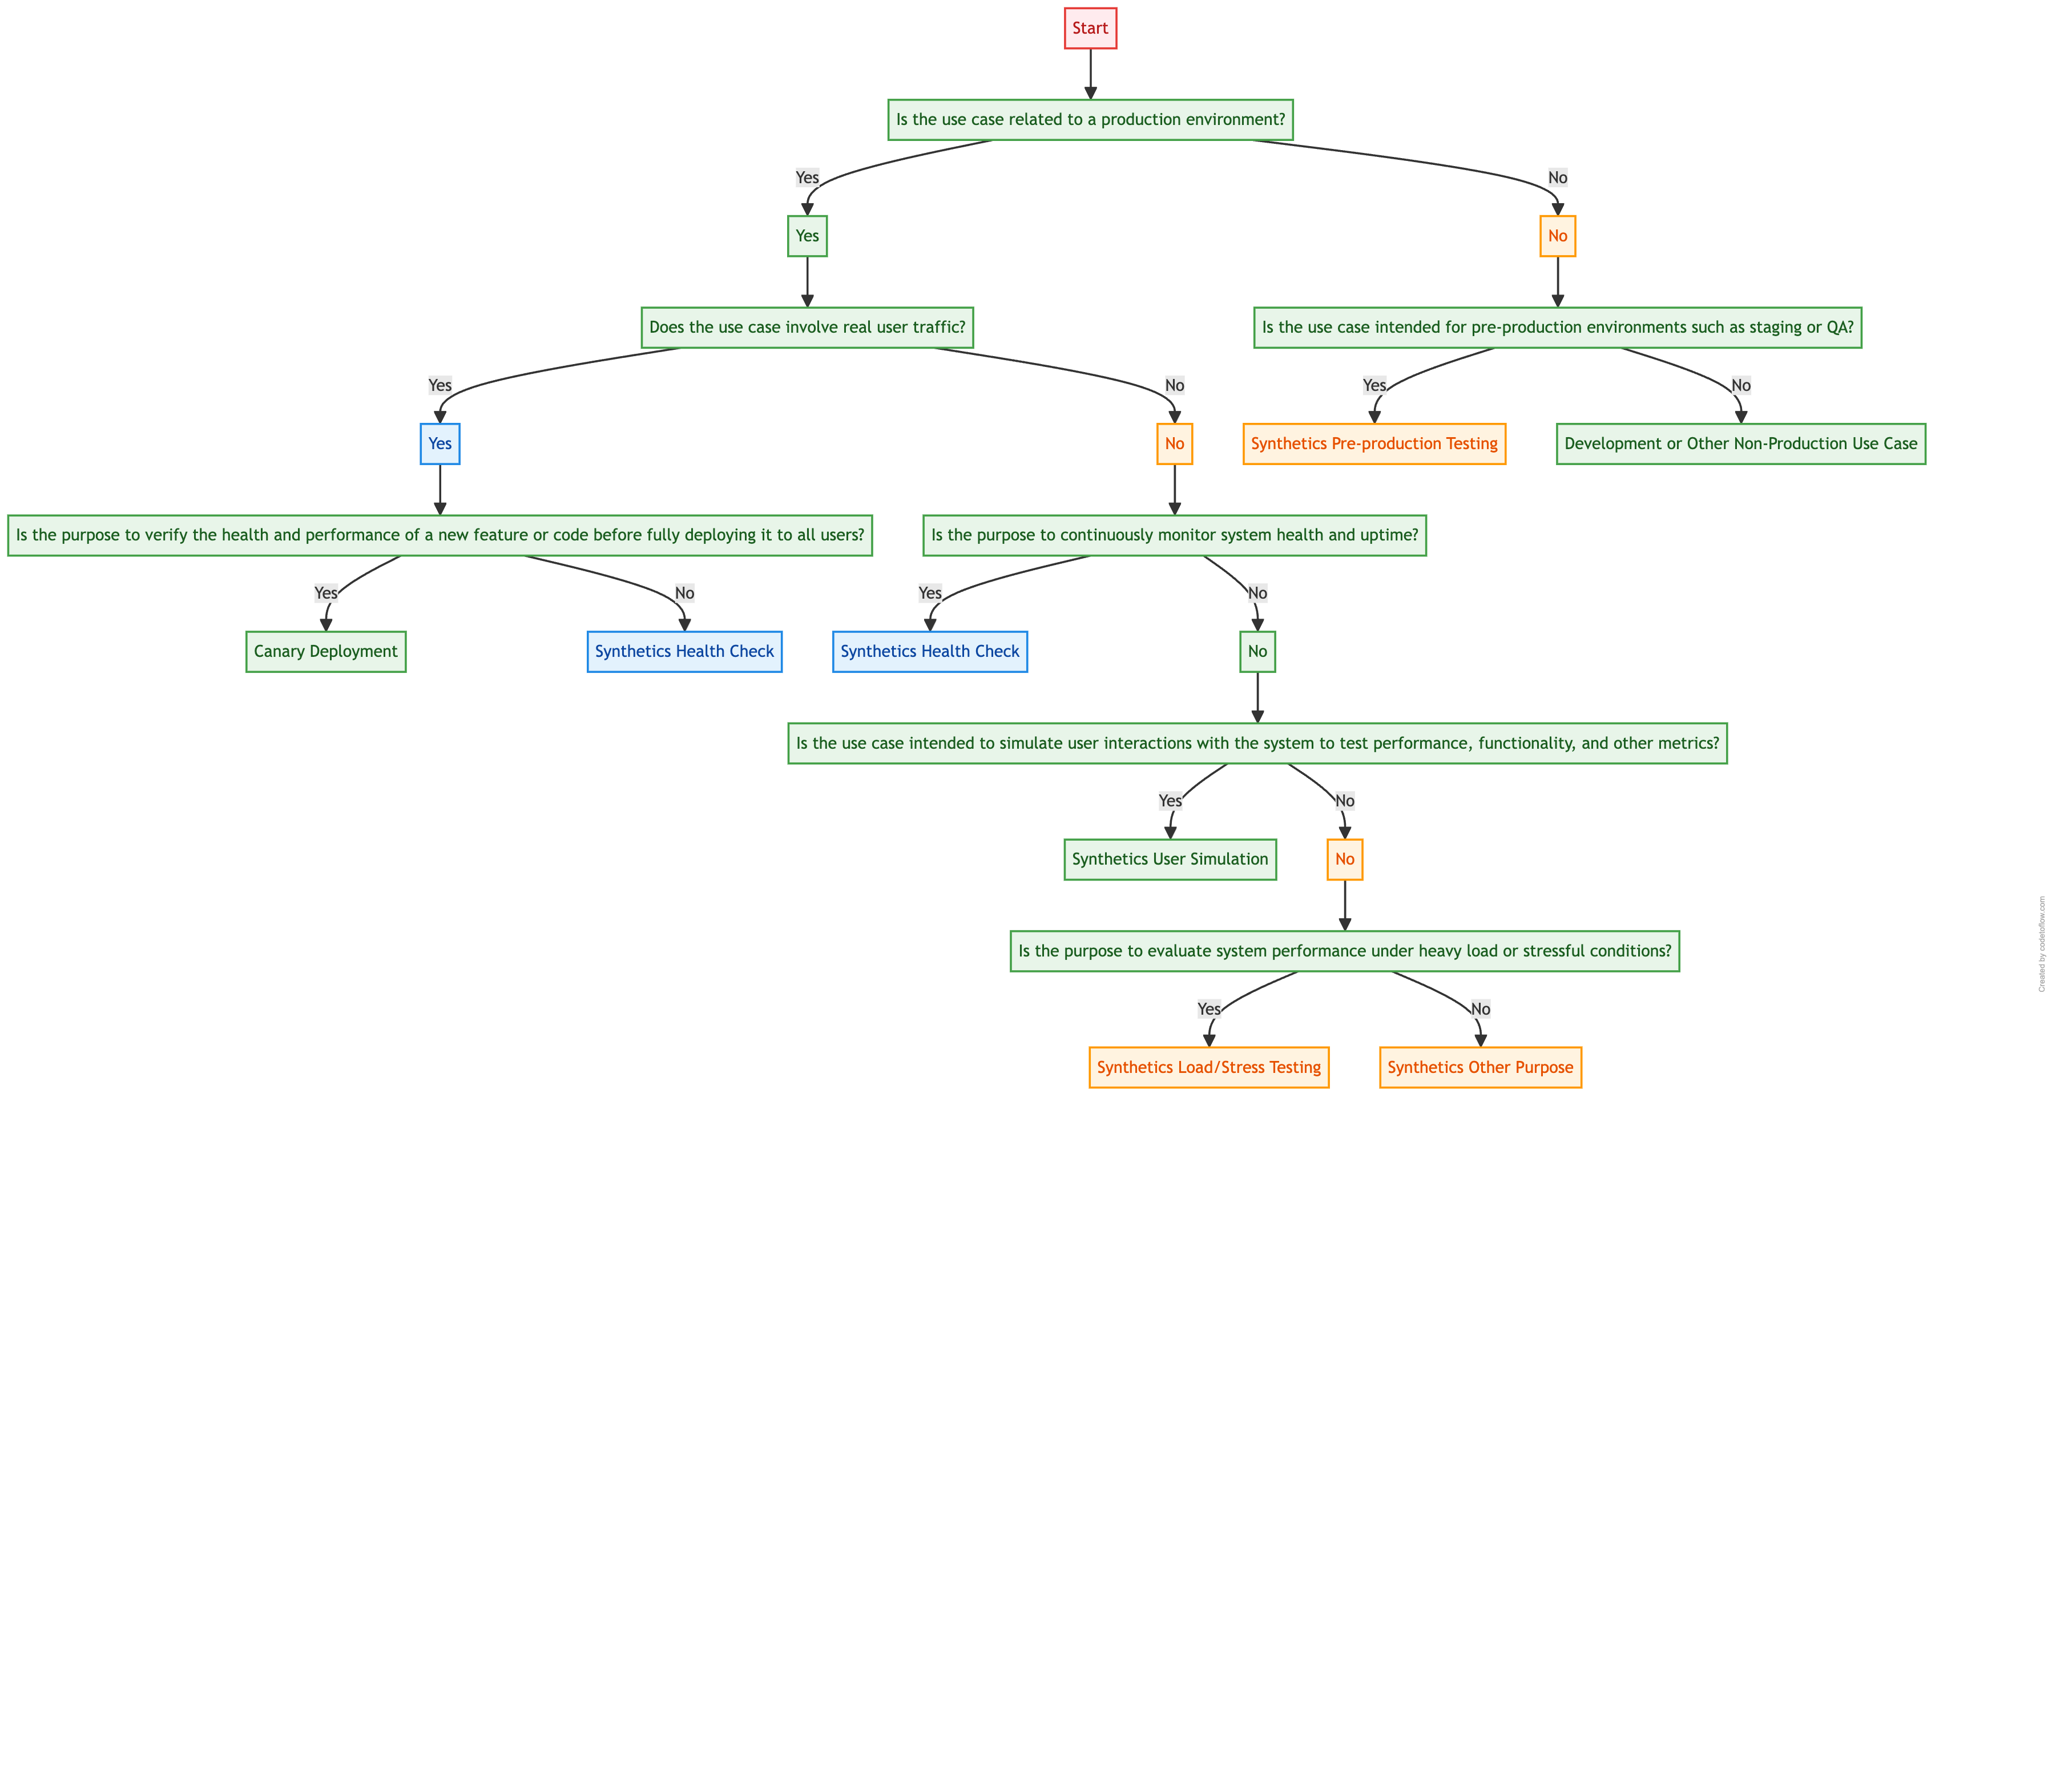 Start
Is the use case related to a production environment?
Yes
No
Yes
No
Does the use case involve real user traffic?
Is the use case intended for pre-production environments such as staging or QA?
Yes
No
Yes
No
Yes
No
Synthetics Pre-production Testing
Development or Other Non-Production Use Case
Is the purpose to verify the health and performance of a new feature or code before fully deploying it to all users?
Is the purpose to continuously monitor system health and uptime?
Yes
No
Yes
No
Canary Deployment
Synthetics Health Check
Synthetics Health Check
No
Is the use case intended to simulate user interactions with the system to test performance, functionality, and other metrics?
Yes
No
Synthetics User Simulation
No
Is the purpose to evaluate system performance under heavy load or stressful conditions?
Yes
No
Synthetics Load/Stress Testing
Synthetics Other Purpose
Created by codetoflow.com